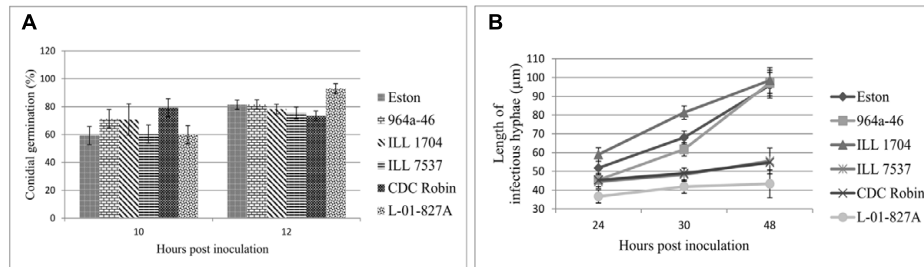 A
Conidial germination (%)
120
100
80
60
40
20
0
10
12
Hours post inoculation
Eston
964a-46
ILL 1704
ILL 7537
CDC Robin
L-01-827A
B
Length of
infectious hyphae (µm)
110
100
90
80
70
60
50
40
30
24
30
48
Hours post inoculation
Eston
964a-46
ILL 1704
ILL 7537
CDC Robin
L-01-827A